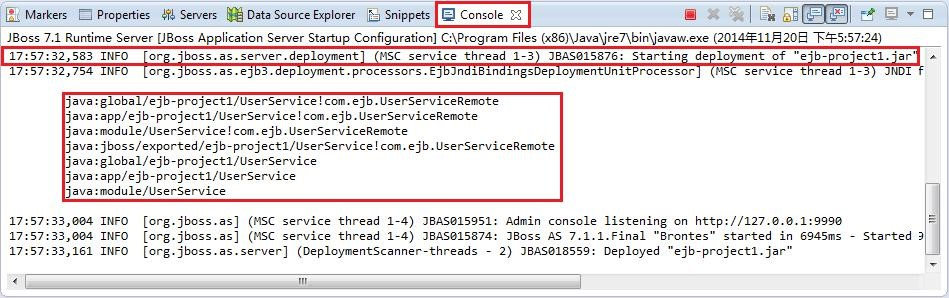 Markers Properties Servers Data Source Explorer Snippets Console
JBoss 7.1 Runtime Server [JBoss Application Server Startup Configuration] C:\Program Files (x86)\Java\jre7\bin\javaw.exe (2014年11月20日 下午5:57:24)
17:57:32,583 INFO  [org.jboss.as.server.deployment] (MSC service thread 1-3) JBAS015876: Starting deployment of "ejb-project1.jar"
17:57:32,754 INFO  [org.jboss.as.ejb3.deployment.processors.EjbJndiBindingsDeploymentUnitProcessor] (MSC service thread 1-3) JNDI f
java:global/ejb-project1/UserService!com.ejb.UserServiceRemote
java:app/ejb-project1/UserService!com.ejb.UserServiceRemote
java:module/UserService!com.ejb.UserServiceRemote
java:jboss/exported/ejb-project1/UserService!com.ejb.UserServiceRemote
java:global/ejb-project1/UserService
java:app/ejb-project1/UserService
java:module/UserService
17:57:33,004 INFO  [org.jboss.as] (MSC service thread 1-4) JBAS015951: Admin console listening on http://127.0.0.1:9990
17:57:33,004 INFO  [org.jboss.as] (MSC service thread 1-4) JBAS015874: JBoss AS 7.1.1.Final "Brontes" started in 6945ms - Started 9
17:57:33,161 INFO  [org.jboss.as.server] (DeploymentScanner-threads - 2) JBAS018559: Deployed "ejb-project1.jar"